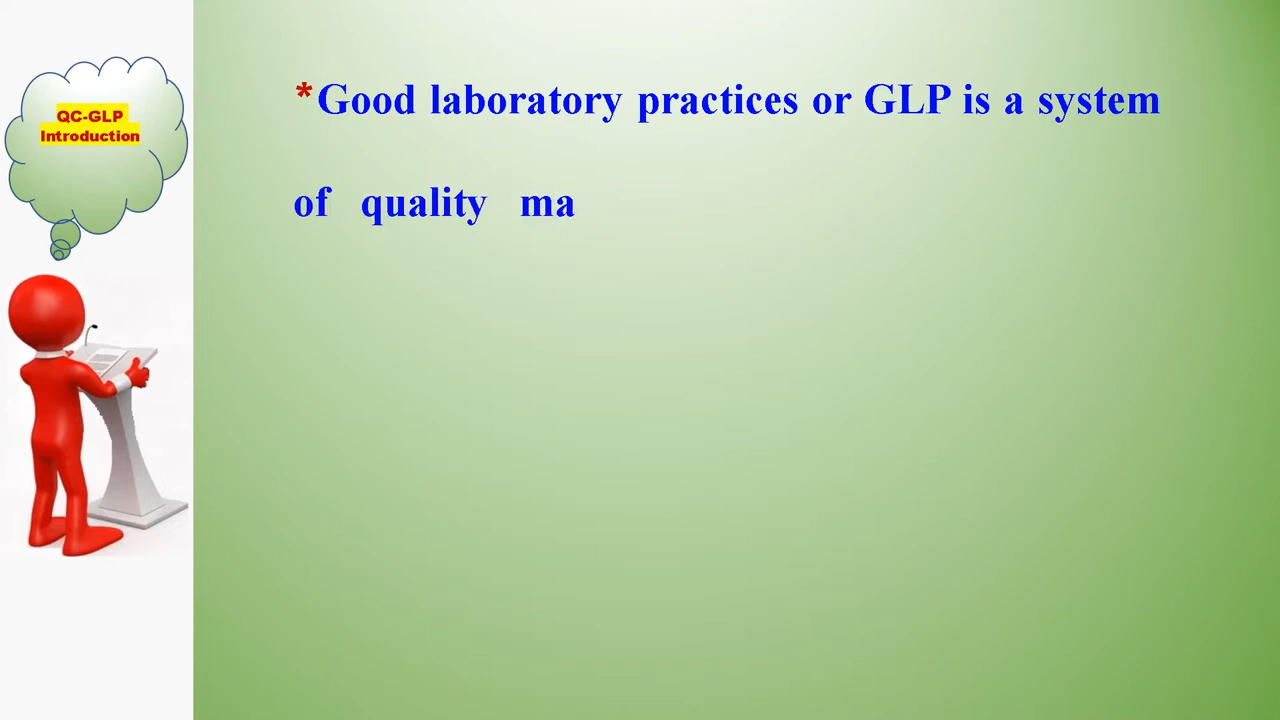 QC-GLP
Introduction
*Good laboratory practices or GLP is a system
of quality ma